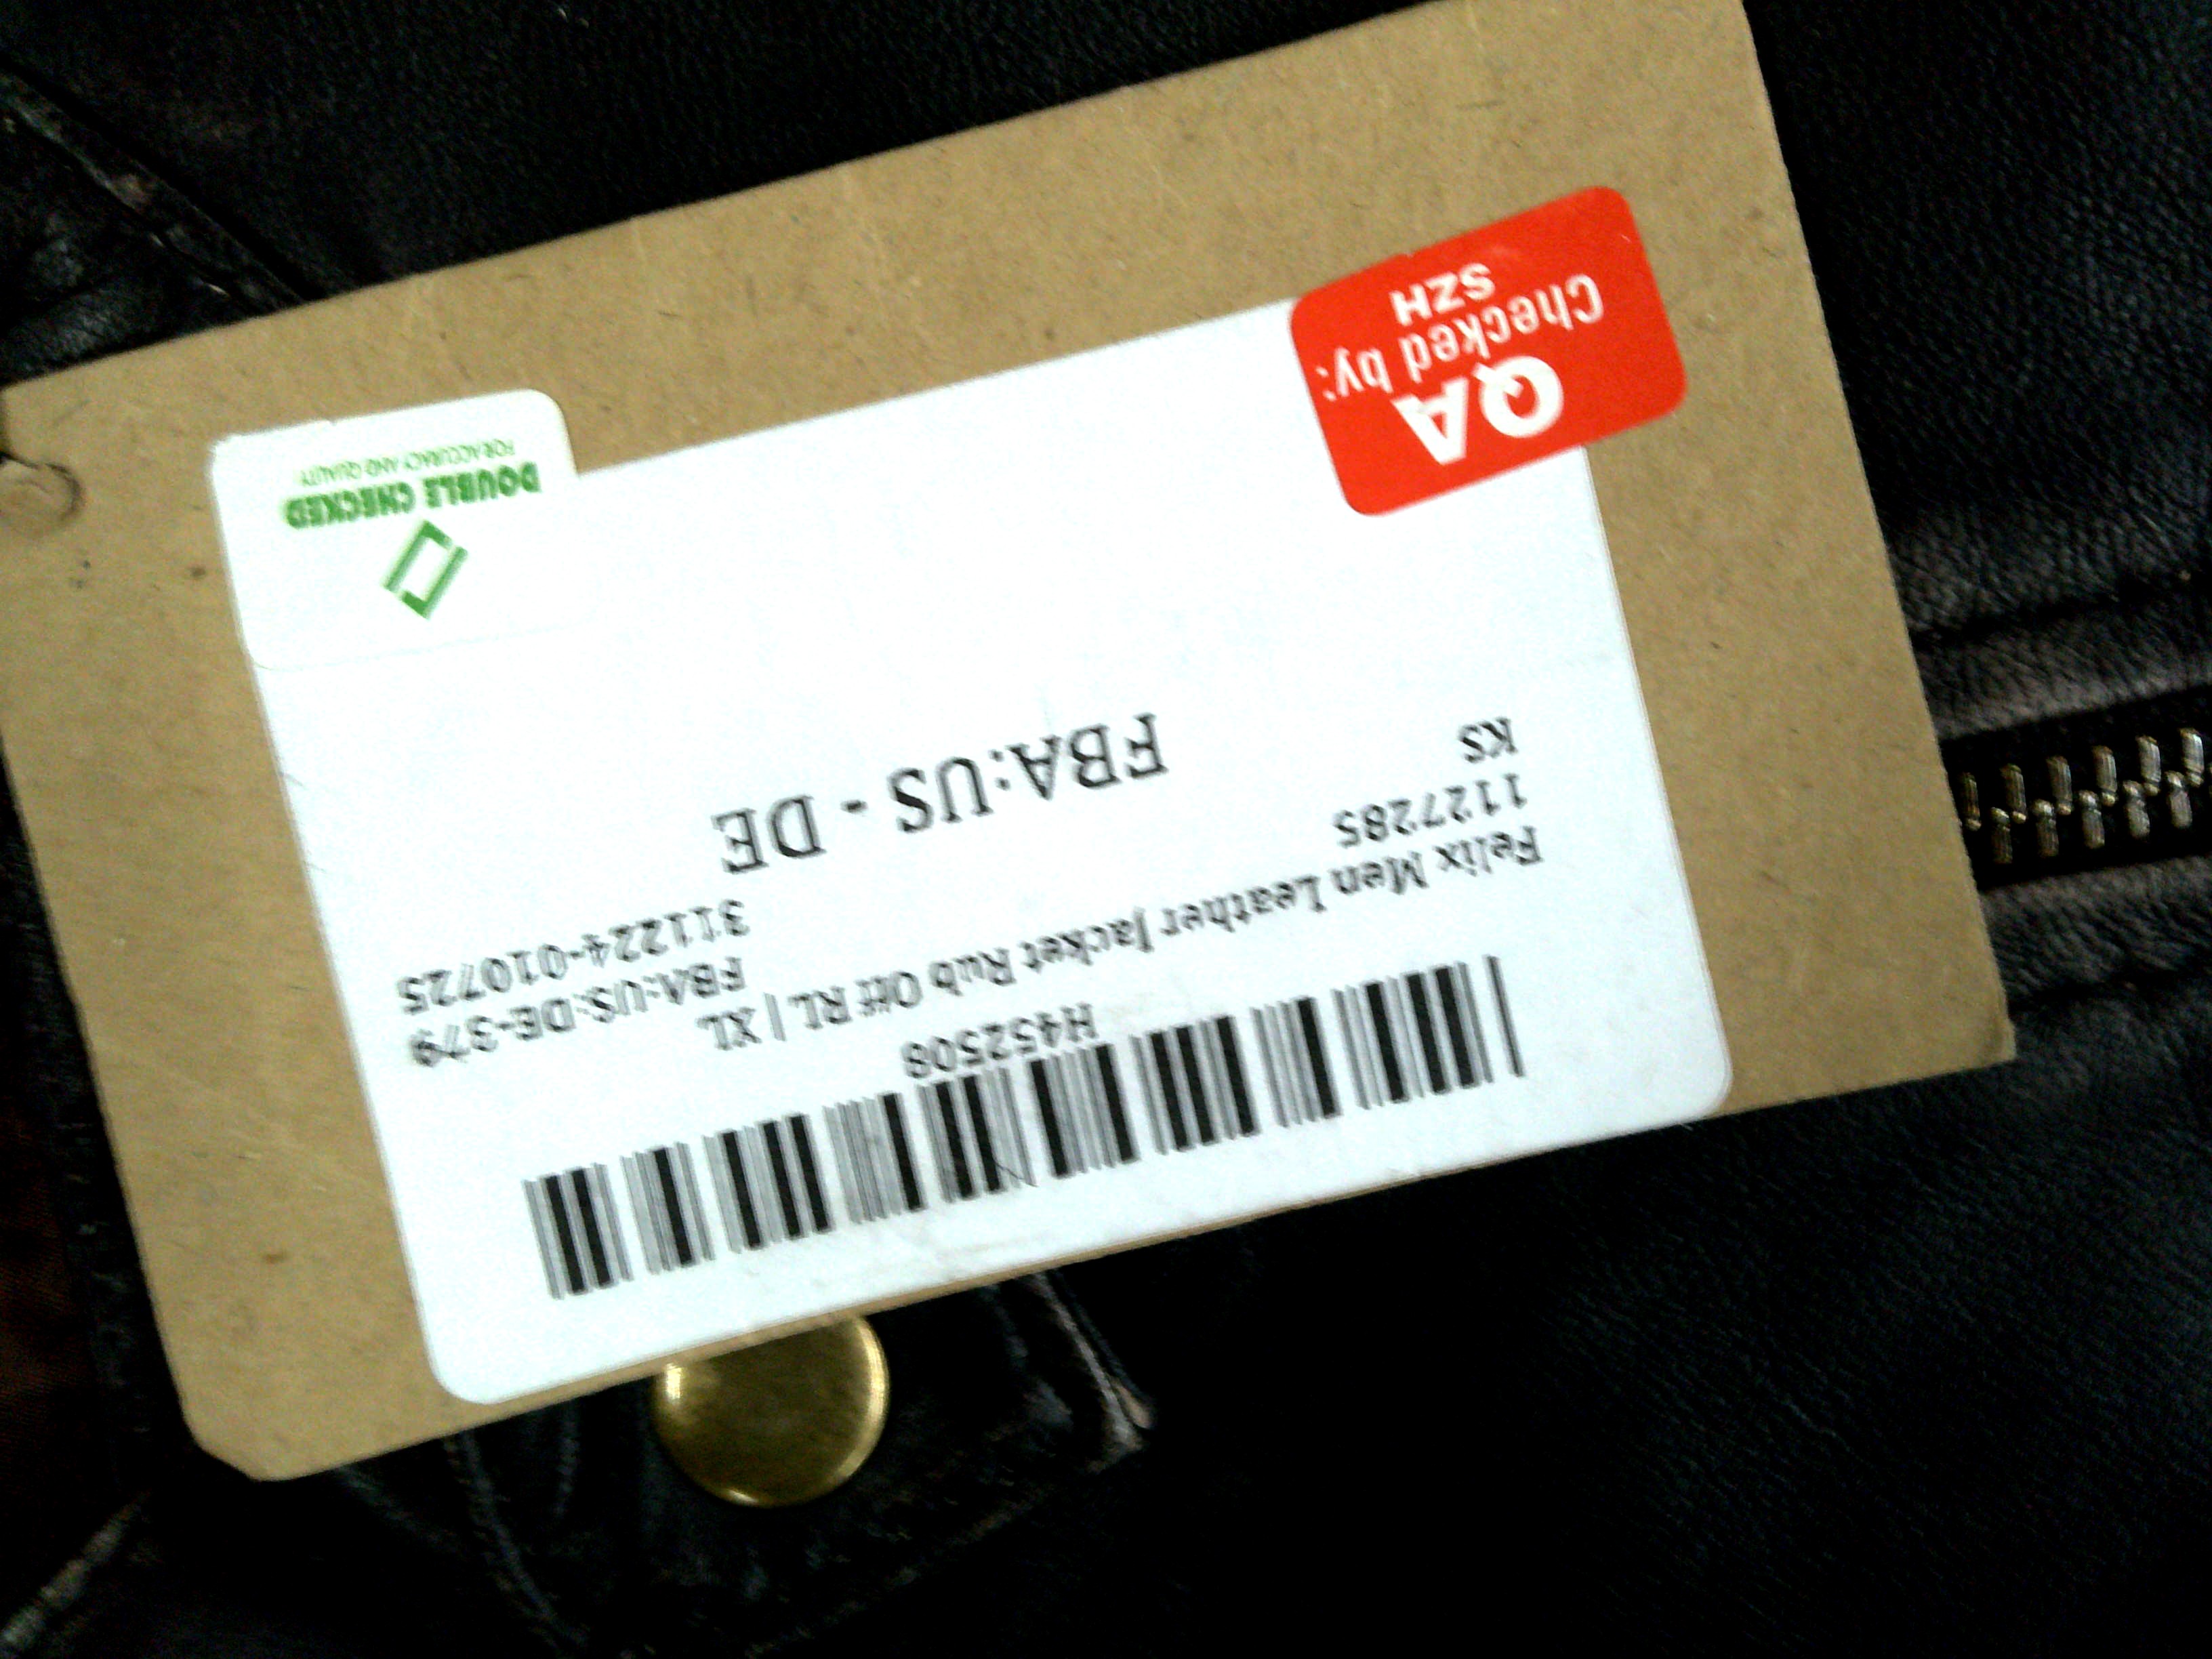 H452508
Felix Men Leather Jacket Rub Off RL | XL
1127285
FBA:US:DE-379
KS
311224-010725
FBA:US - DE
QA
Checked by:
SZH
DOUBLE CHECKED
FOR ACCURACY AND QUALITY